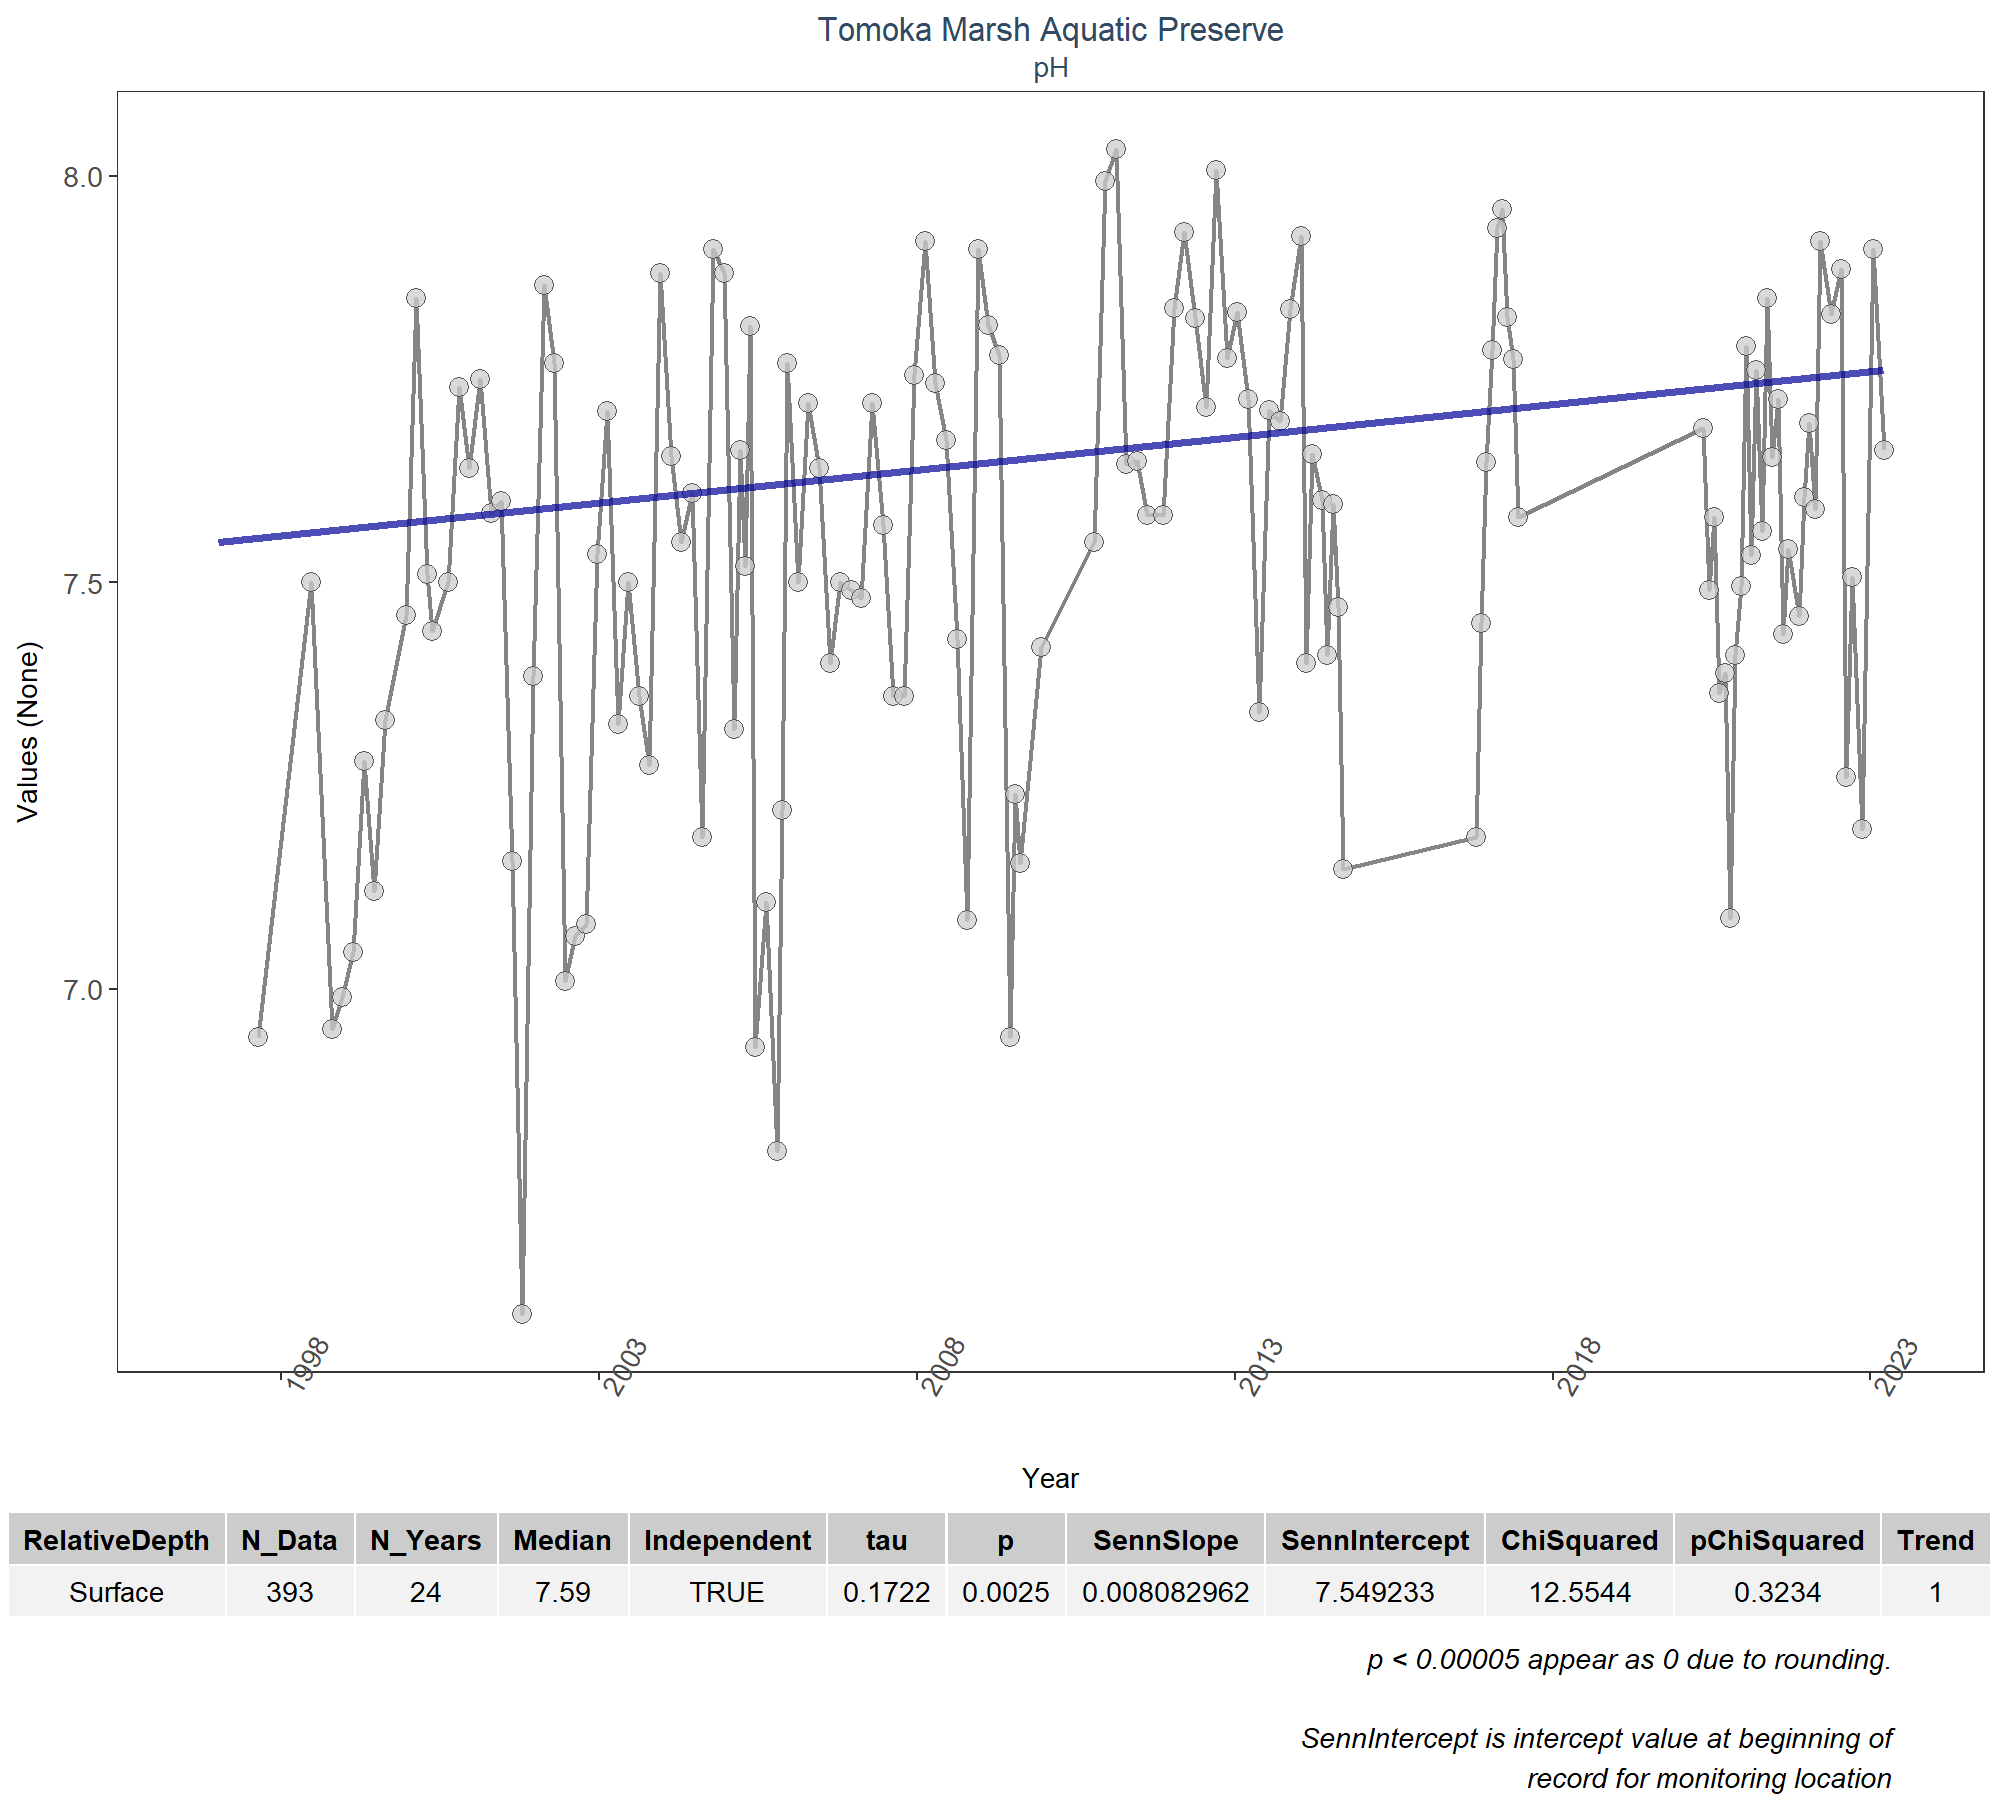 Tomoka Marsh Aquatic Preserve
pH
8.0
7.5
7.0
Values (None)
1998
2003
2008
2013
2018
2023
Year
RelativeDepth N_Data N_Years Median Independent tau p SennSlope SennIntercept ChiSquared pChiSquared Trend
Surface 393 24 7.59 TRUE 0.1722 0.0025 0.008082962 7.549233 12.5544 0.3234 1
p < 0.00005 appear as 0 due to rounding.
SennIntercept is intercept value at beginning of
record for monitoring location